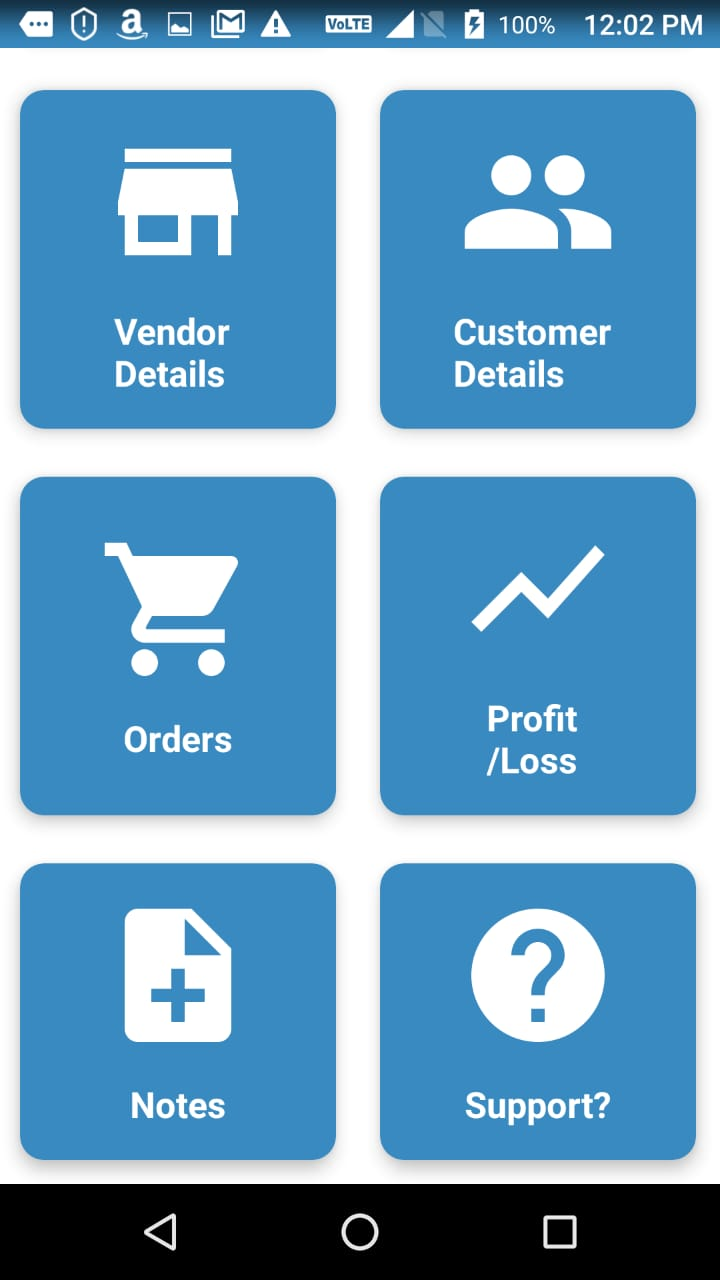 VoLTE 100% 12:02 PM
Vendor
Details
Customer
Details
Orders
Profit
/Loss
Notes
Support?